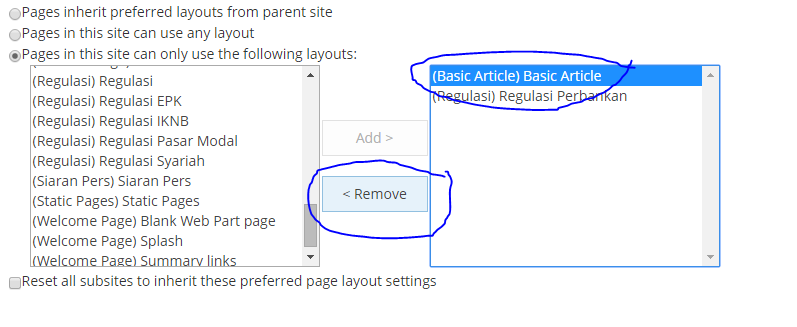 Pages inherit preferred layouts from parent site
Pages in this site can use any layout
Pages in this site can only use the following layouts:
(Regulasi) Regulasi
(Regulasi) Regulasi EPK
(Regulasi) Regulasi IKNB
(Regulasi) Regulasi Pasar Modal
(Regulasi) Regulasi Syariah
(Siaran Pers) Siaran Pers
(Static Pages) Static Pages
(Welcome Page) Blank Web Part page
(Welcome Page) Splash
(Welcome Page) Summary links
Add >
< Remove
(Basic Article) Basic Article
(Regulasi) Regulasi Perbankan
Reset all subsites to inherit these preferred page layout settings